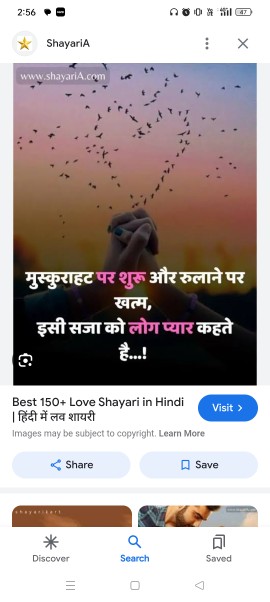 2:56
47
ShayariA
www.shayariA.com
मुस्कुराहट पर शुरू और रुलाने पर
खत्म,
इसी सजा को लोग प्यार कहते
है...!
Best 150+ Love Shayari in Hindi
| हिंदी में लव शायरी
Visit >
Images may be subject to copyright. Learn More
Share
Save
Discover
Search
Saved